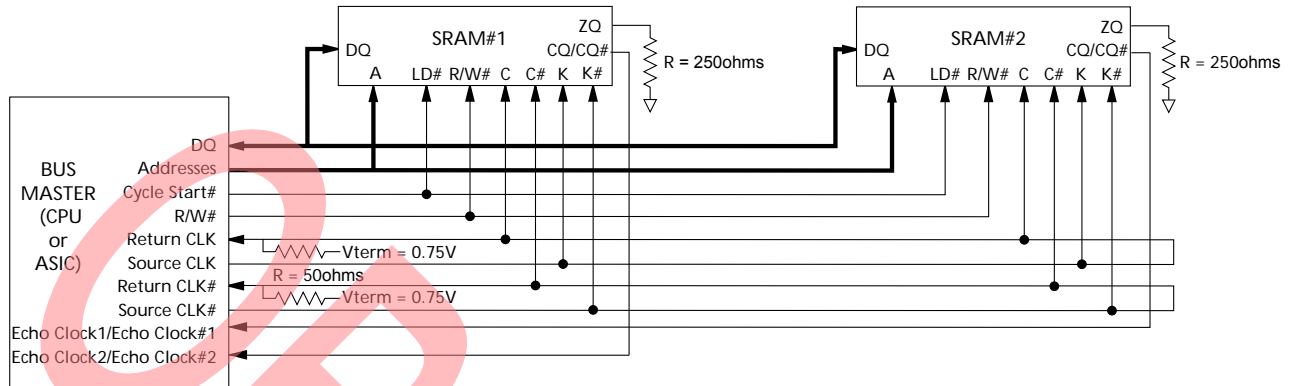 ZQ
SRAM#1
DQ
CQ/CQ#
A LD# R/W# C C# K K#
R = 250ohms
ZQ
SRAM#2
DQ
CQ/CQ#
A LD# R/W# C C# K K#
R = 250ohms
BUS
MASTER
(CPU
or
ASIC)
DQ
Addresses
Cycle Start#
R/W#
Return CLK
Source CLK
Return CLK#
Source CLK#
Echo Clock1/Echo Clock#1
Echo Clock2/Echo Clock#2
Vterm = 0.75V
R = 50ohms
Vterm = 0.75V